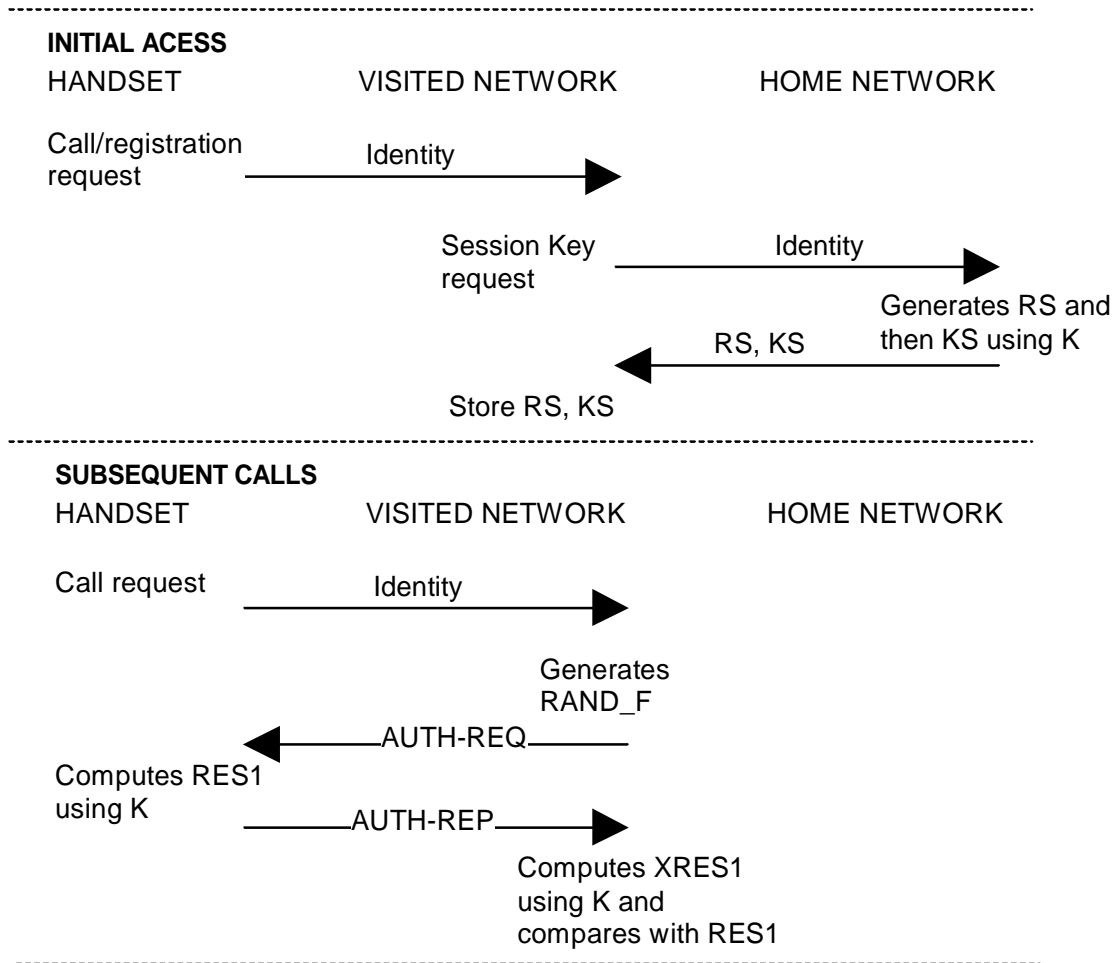 INITIAL ACESS
HANDSET VISITED NETWORK HOME NETWORK
Call/registration
request
Identity
Session Key
request
Identity
Generates RS and
then KS using K
RS, KS
Store RS, KS
SUBSEQUENT CALLS
HANDSET VISITED NETWORK HOME NETWORK
Call request
Identity
Generates
RAND_F
AUTH-REQ
Computes RES1
using K
AUTH-REP
Computes XRES1
using K and
compares with RES1